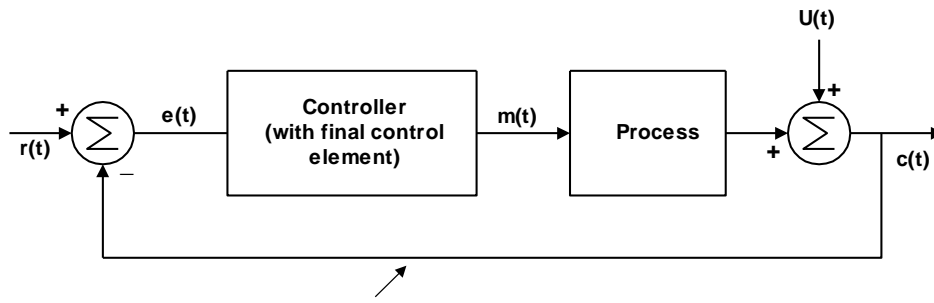 U(t)
+
+
e(t)
Controller
(with final control
element)
m(t)
Process
Σ
Σ
r(t)
−
+
c(t)